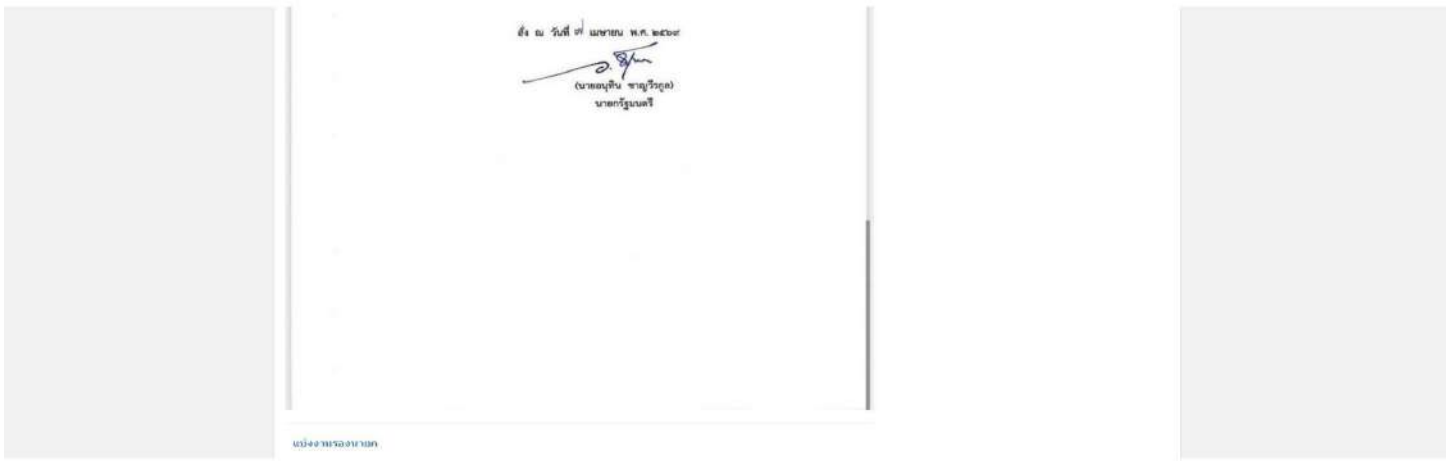 สั่ง ณ วันที่ ๗ เมษายน พ.ศ. ๒๕๖๙
(นายอนุทิน ชาญวีรกูล)
นายกรัฐมนตรี
แบ่งงานรองนายก